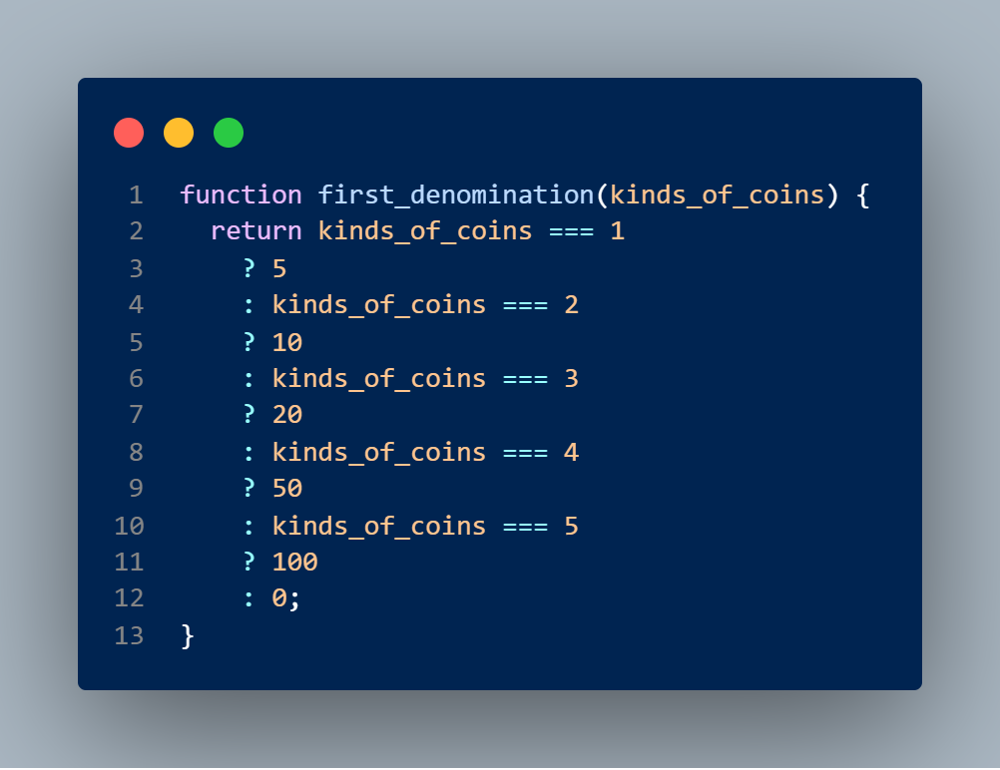 1 function first_denomination(kinds_of_coins) {
2   return kinds_of_coins === 1
3     ? 5
4     : kinds_of_coins === 2
5     ? 10
6     : kinds_of_coins === 3
7     ? 20
8     : kinds_of_coins === 4
9     ? 50
10     : kinds_of_coins === 5
11     ? 100
12     : 0;
13 }